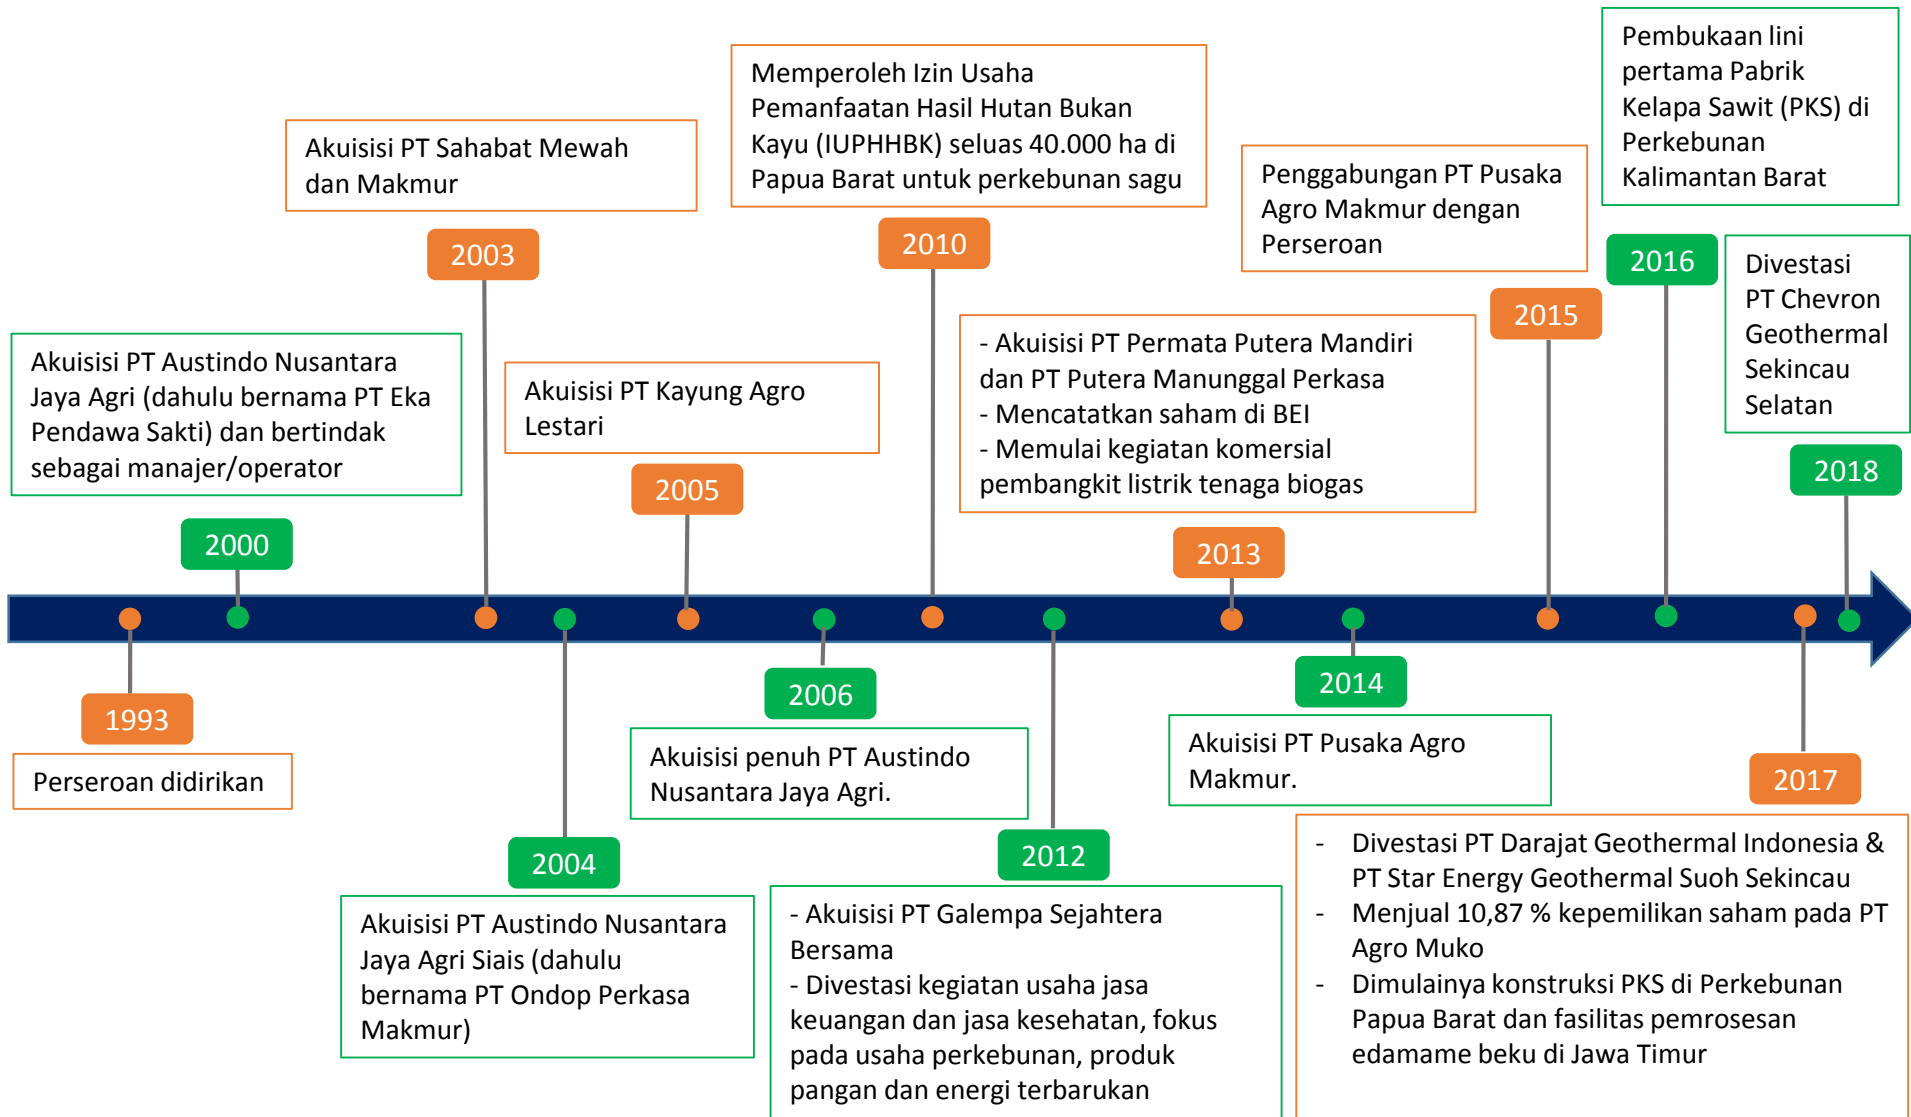 1993
Perseroan didirikan
Akuisisi PT Austindo Nusantara
Jaya Agri (dahulu bernama PT Eka
Pendawa Sakti) dan bertindak
sebagai manajer/operator
2000
Akuisisi PT Sahabat Mewah
dan Makmur
2003
2004
Akuisisi PT Austindo Nusantara
Jaya Agri Siais (dahulu
bernama PT Ondop Perkasa
Makmur)
Akuisisi PT Kayung Agro
Lestari
2005
2006
Akuisisi penuh PT Austindo
Nusantara Jaya Agri.
Memperoleh Izin Usaha
Pemanfaatan Hasil Hutan Bukan
Kayu (IUPHHBK) seluas 40.000 ha di
Papua Barat untuk perkebunan sagu
2010
2012
- Akuisisi PT Galempa Sejahtera
Bersama
- Divestasi kegiatan usaha jasa
keuangan dan jasa kesehatan, fokus
pada usaha perkebunan, produk
pangan dan energi terbarukan
- Akuisisi PT Permata Putera Mandiri
dan PT Putera Manunggal Perkasa
- Mencatatkan saham di BEI
- Memulai kegiatan komersial
pembangkit listrik tenaga biogas
2013
2014
Akuisisi PT Pusaka Agro
Makmur.
Penggabungan PT Pusaka
Agro Makmur dengan
Perseroan
2015
Pembukaan lini
pertama Pabrik
Kelapa Sawit (PKS) di
Perkebunan
Kalimantan Barat
2016
2017
- Divestasi PT Darajat Geothermal Indonesia &
PT Star Energy Geothermal Suoh Sekincau
- Menjual 10,87 % kepemilikan saham pada PT
Agro Muko
- Dimulainya konstruksi PKS di Perkebunan
Papua Barat dan fasilitas pemrosesan
edamame beku di Jawa Timur
Divestasi
PT Chevron
Geothermal
Sekincau
Selatan
2018